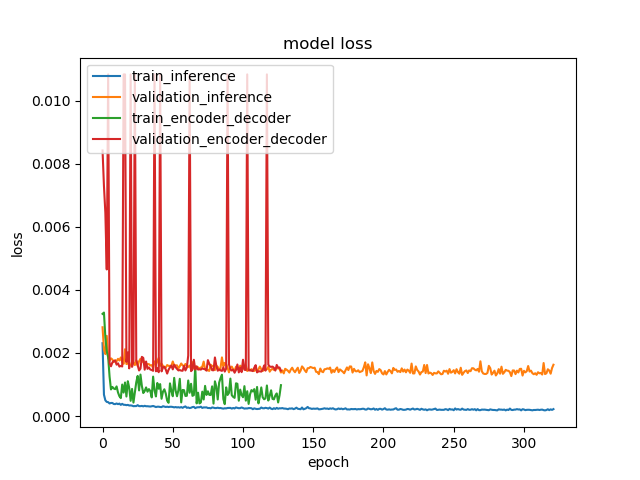 model loss
train_inference
validation_inference
train_encoder_decoder
validation_encoder_decoder
loss
0.010
0.008
0.006
0.004
0.002
0.000
0 50 100 150 200 250 300
epoch